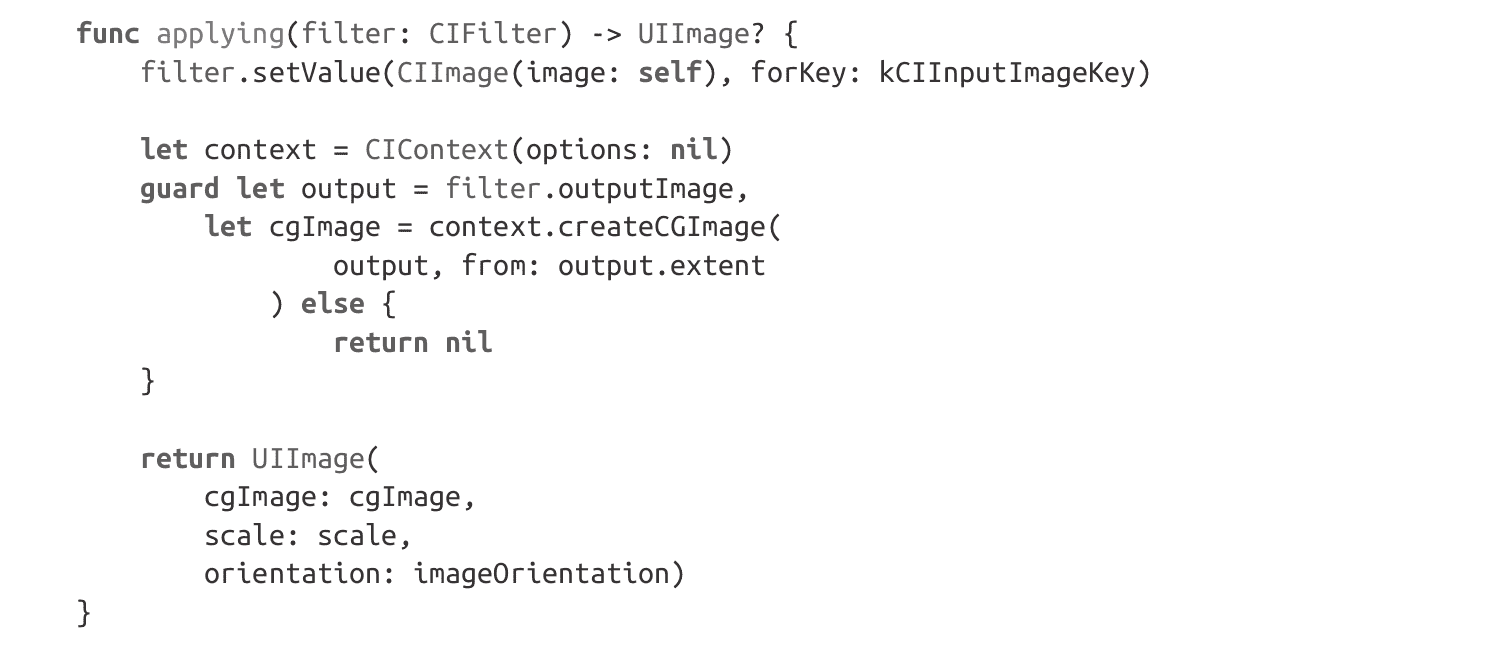 func applying(filter: CIFilter) -> UIImage? {
    filter.setValue(CIImage(image: self), forKey: kCIInputImageKey)

    let context = CIContext(options: nil)
    guard let output = filter.outputImage,
        let cgImage = context.createCGImage(
                output, from: output.extent
            ) else {
                return nil
    }

    return UIImage(
        cgImage: cgImage,
        scale: scale,
        orientation: imageOrientation)
}